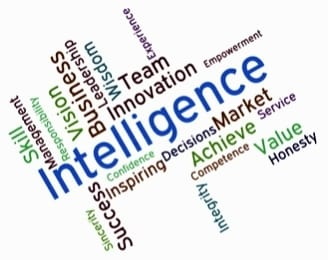 Experience
Wisdom
Leadership
Business
Vision
Responsibility
Management
Skill
Team
Innovation
Empowerment
Intelligence
Confidence
Inspiring
Decisions
Market
Service
Achieve
Competence
Value
Honesty
Integrity
Success
Sincerity